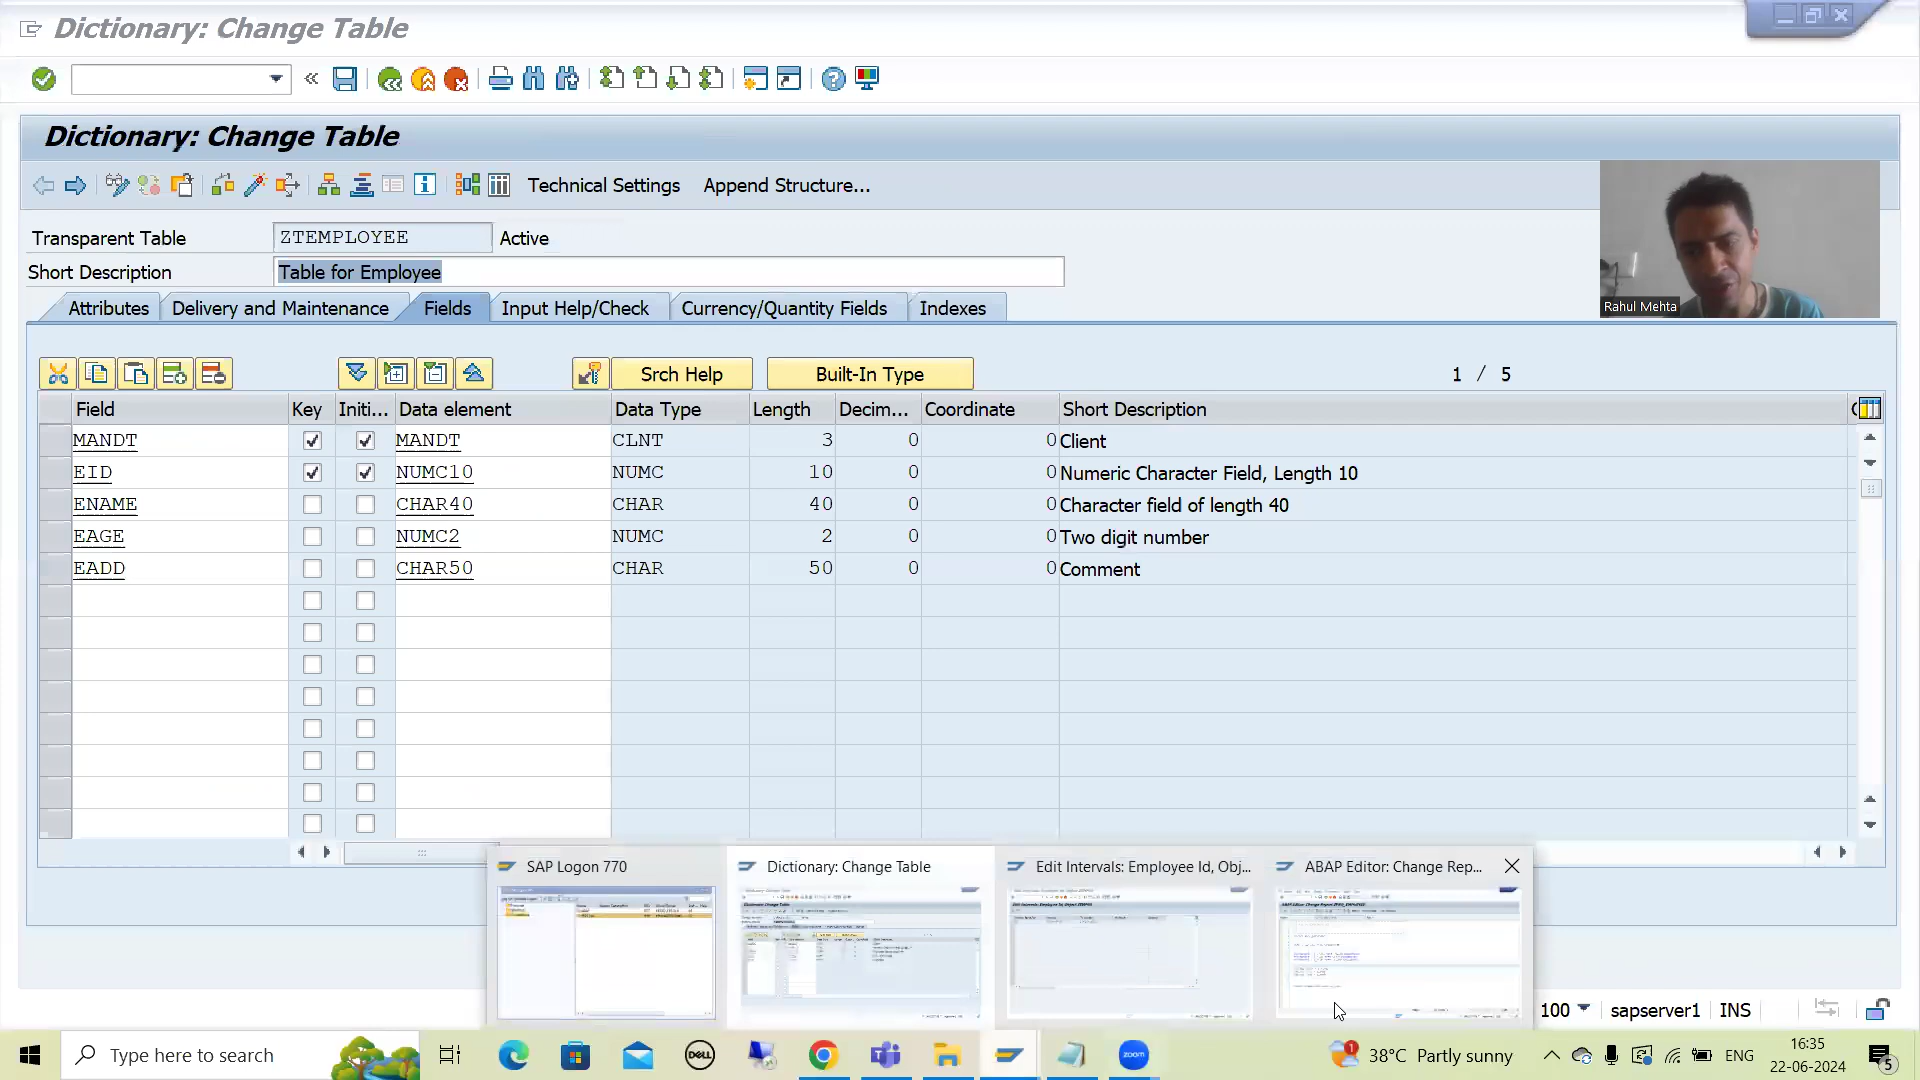 Dictionary: Change Table
Dictionary: Change Table
Technical Settings Append Structure...
Transparent Table ZTEMPLOYEE Active
Short Description Table for Employee
Rahul Mehta
Attributes Delivery and Maintenance Fields Input Help/Check Currency/Quantity Fields Indexes
Srch Help Built-In Type 1 / 5
Field Key Initi... Data element Data Type Length Decim... Coordinate Short Description
MANDT MANDT CLNT 3 0 0 Client
EID NUMC10 NUMC 10 0 0 Numeric Character Field, Length 10
ENAME CHAR40 CHAR 40 0 0 Character field of length 40
EAGE NUMC2 NUMC 2 0 0 Two digit number
EADD CHAR50 CHAR 50 0 0 Comment
SAP Logon 770 Dictionary: Change Table Edit Intervals: Employee Id, Obj... ABAP Editor: Change Rep...
100 sapserver1 INS
Type here to search DELL zoom 1 38°C Partly sunny ENG 16:35
22-06-2024 5